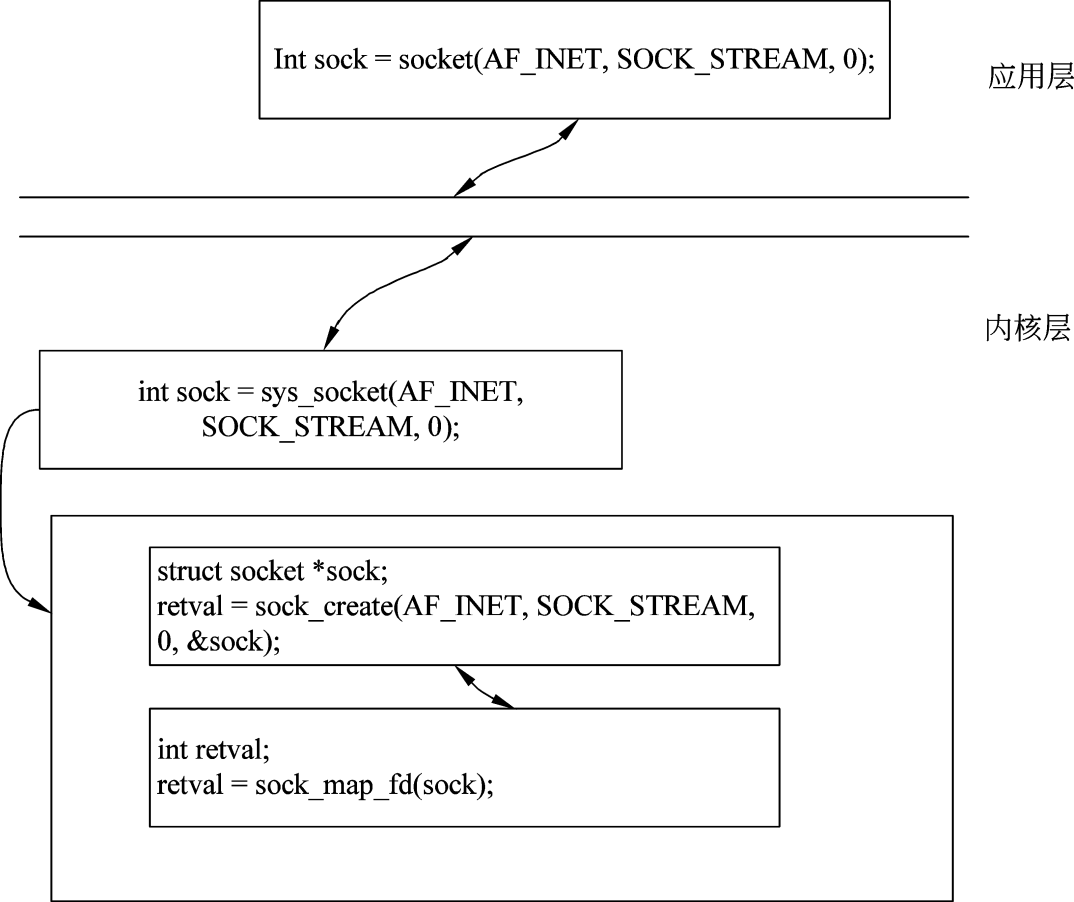 Int sock = socket(AF_INET, SOCK_STREAM, 0);
应用层
内核层
int sock = sys_socket(AF_INET,
SOCK_STREAM, 0);
struct socket *sock;
retval = sock_create(AF_INET, SOCK_STREAM,
0, &sock);
int retval;
retval = sock_map_fd(sock);